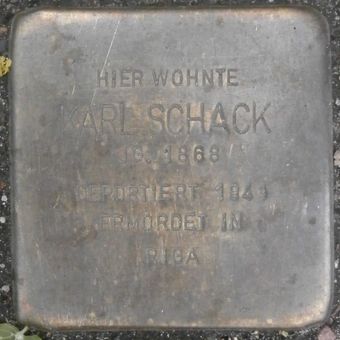 HIER WOHNTE
KARL SCHACK
JG. 1868
DEPORTIERT 1941
ERMORDET IN
RIGA